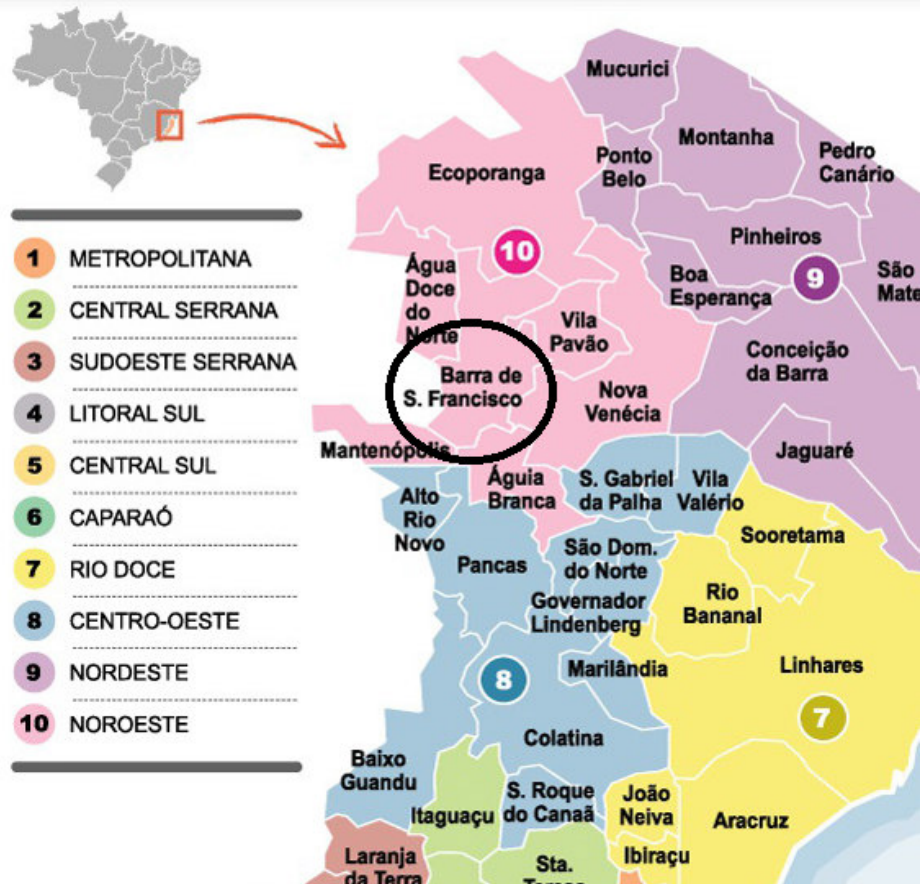 1 METROPOLITANA
2 CENTRAL SERRANA
3 SUDOESTE SERRANA
4 LITORAL SUL
5 CENTRAL SUL
6 CAPARAÓ
7 RIO DOCE
8 CENTRO-OESTE
9 NORDESTE
10 NOROESTE
Mucurici
Montanha
Ponto
Belo
Pedro
Canário
Ecoporanga
10
Pinheiros
9
São
Mate
Boa
Esperança
Água
Doce
do
Norte
Vila
Pavão
Conceição
da Barra
Barra de
S. Francisco
Nova
Venécia
Mantenópolis
Jaguaré
Águia
Branca
S. Gabriel
da Palha
Vila
Valério
Alto
Rio
Novo
Sooretama
Pancas
São Dom.
do Norte
Rio
Bananal
Governador
Lindenberg
Marilândia
Linhares
8
7
Colatina
Baixo
Guandu
S. Roque
do Canaã
João
Neiva
Itaguaçu
Aracruz
Ibiraçu
Laranja
da Terra
Sta.